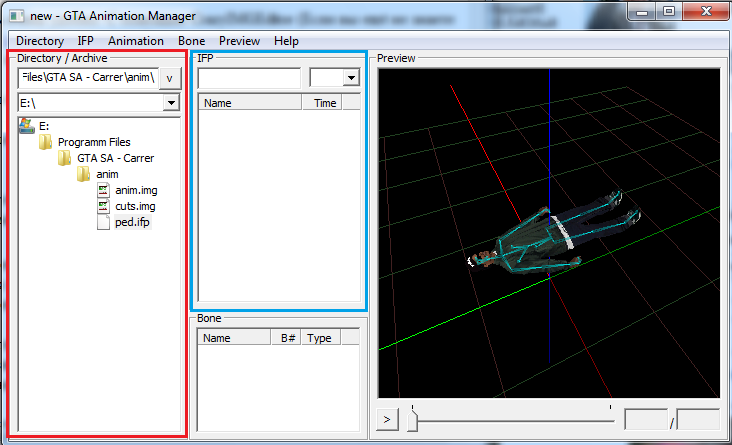 new - GTA Animation Manager
Directory IFP Animation Bone Preview Help
Directory / Archive
Files\GTA SA - Carrer\anim\
v
E:\
E:
Programm Files
GTA SA - Carrer
anim
anim.img
cuts.img
ped.ifp
IFP
Name Time
Bone
Name B# Type
Preview
>
/